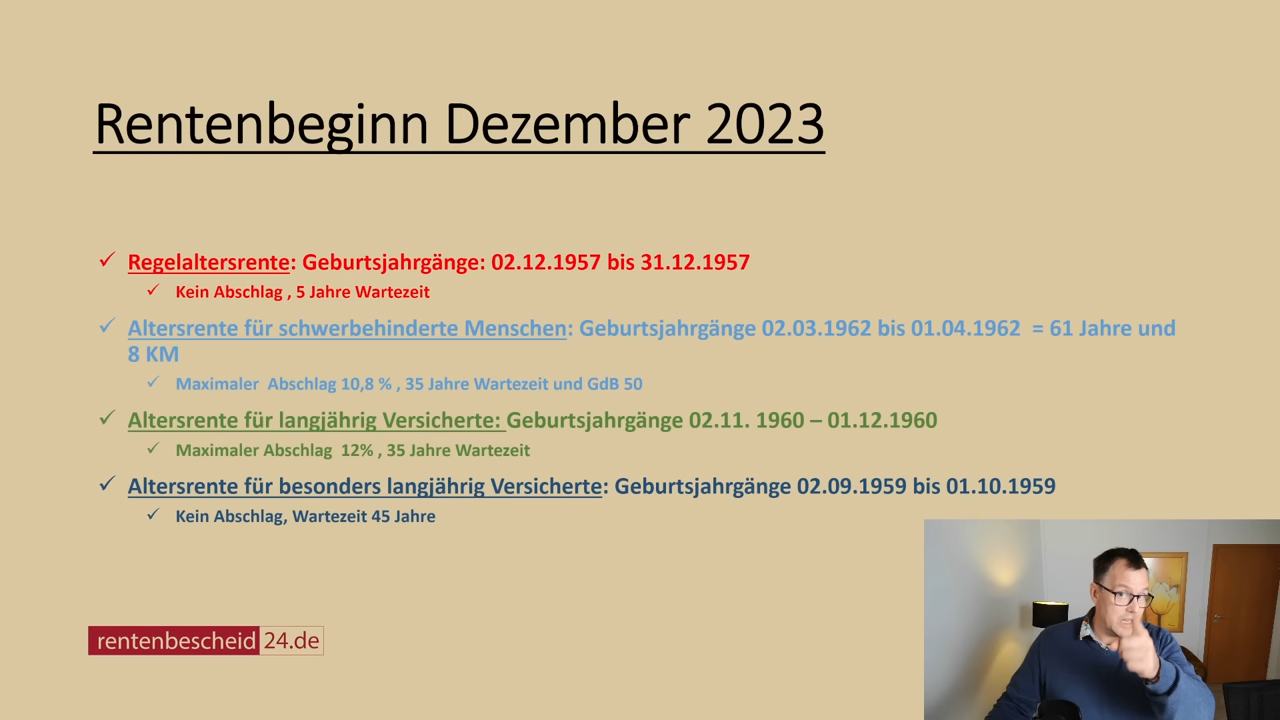 Rentenbeginn Dezember 2023
Regelaltersrente: Geburtsjahrgänge: 02.12.1957 bis 31.12.1957
Kein Abschlag , 5 Jahre Wartezeit
Altersrente für schwerbehinderte Menschen: Geburtsjahrgänge 02.03.1962 bis 01.04.1962 = 61 Jahre und
8 KM
Maximaler Abschlag 10,8 % , 35 Jahre Wartezeit und GdB 50
Altersrente für langjährig Versicherte: Geburtsjahrgänge 02.11. 1960 – 01.12.1960
Maximaler Abschlag 12% , 35 Jahre Wartezeit
Altersrente für besonders langjährig Versicherte: Geburtsjahrgänge 02.09.1959 bis 01.10.1959
Kein Abschlag, Wartezeit 45 Jahre
rentenbescheid 24.de